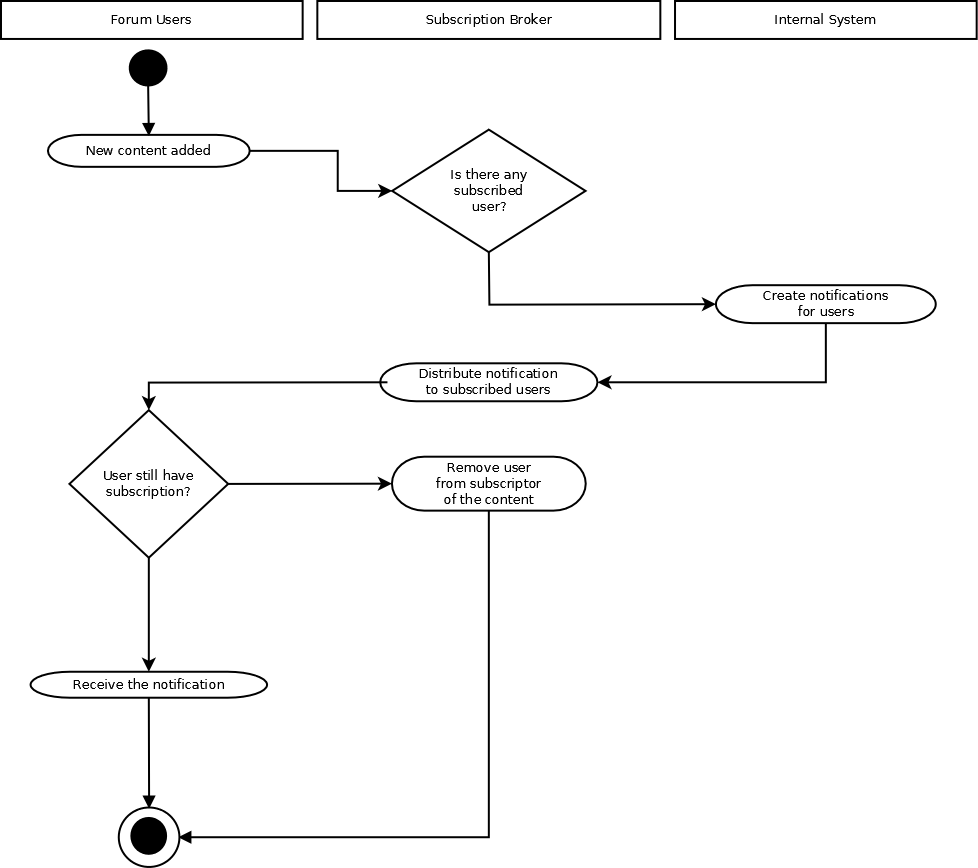 Forum Users
Subscription Broker
Internal System
New content added
Is there any
subscribed
user?
Create notifications
for users
Distribute notification
to subscribed users
User still have
subscription?
Remove user
from subscriptor
of the content
Receive the notification